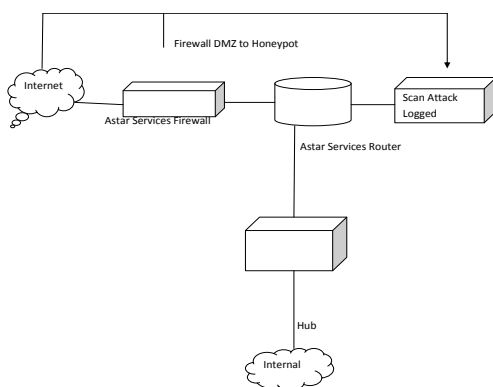 Firewall DMZ to Honeypot
Internet
Astar Services Firewall
Scan Attack
Logged
Astar Services Router
Hub
Internal